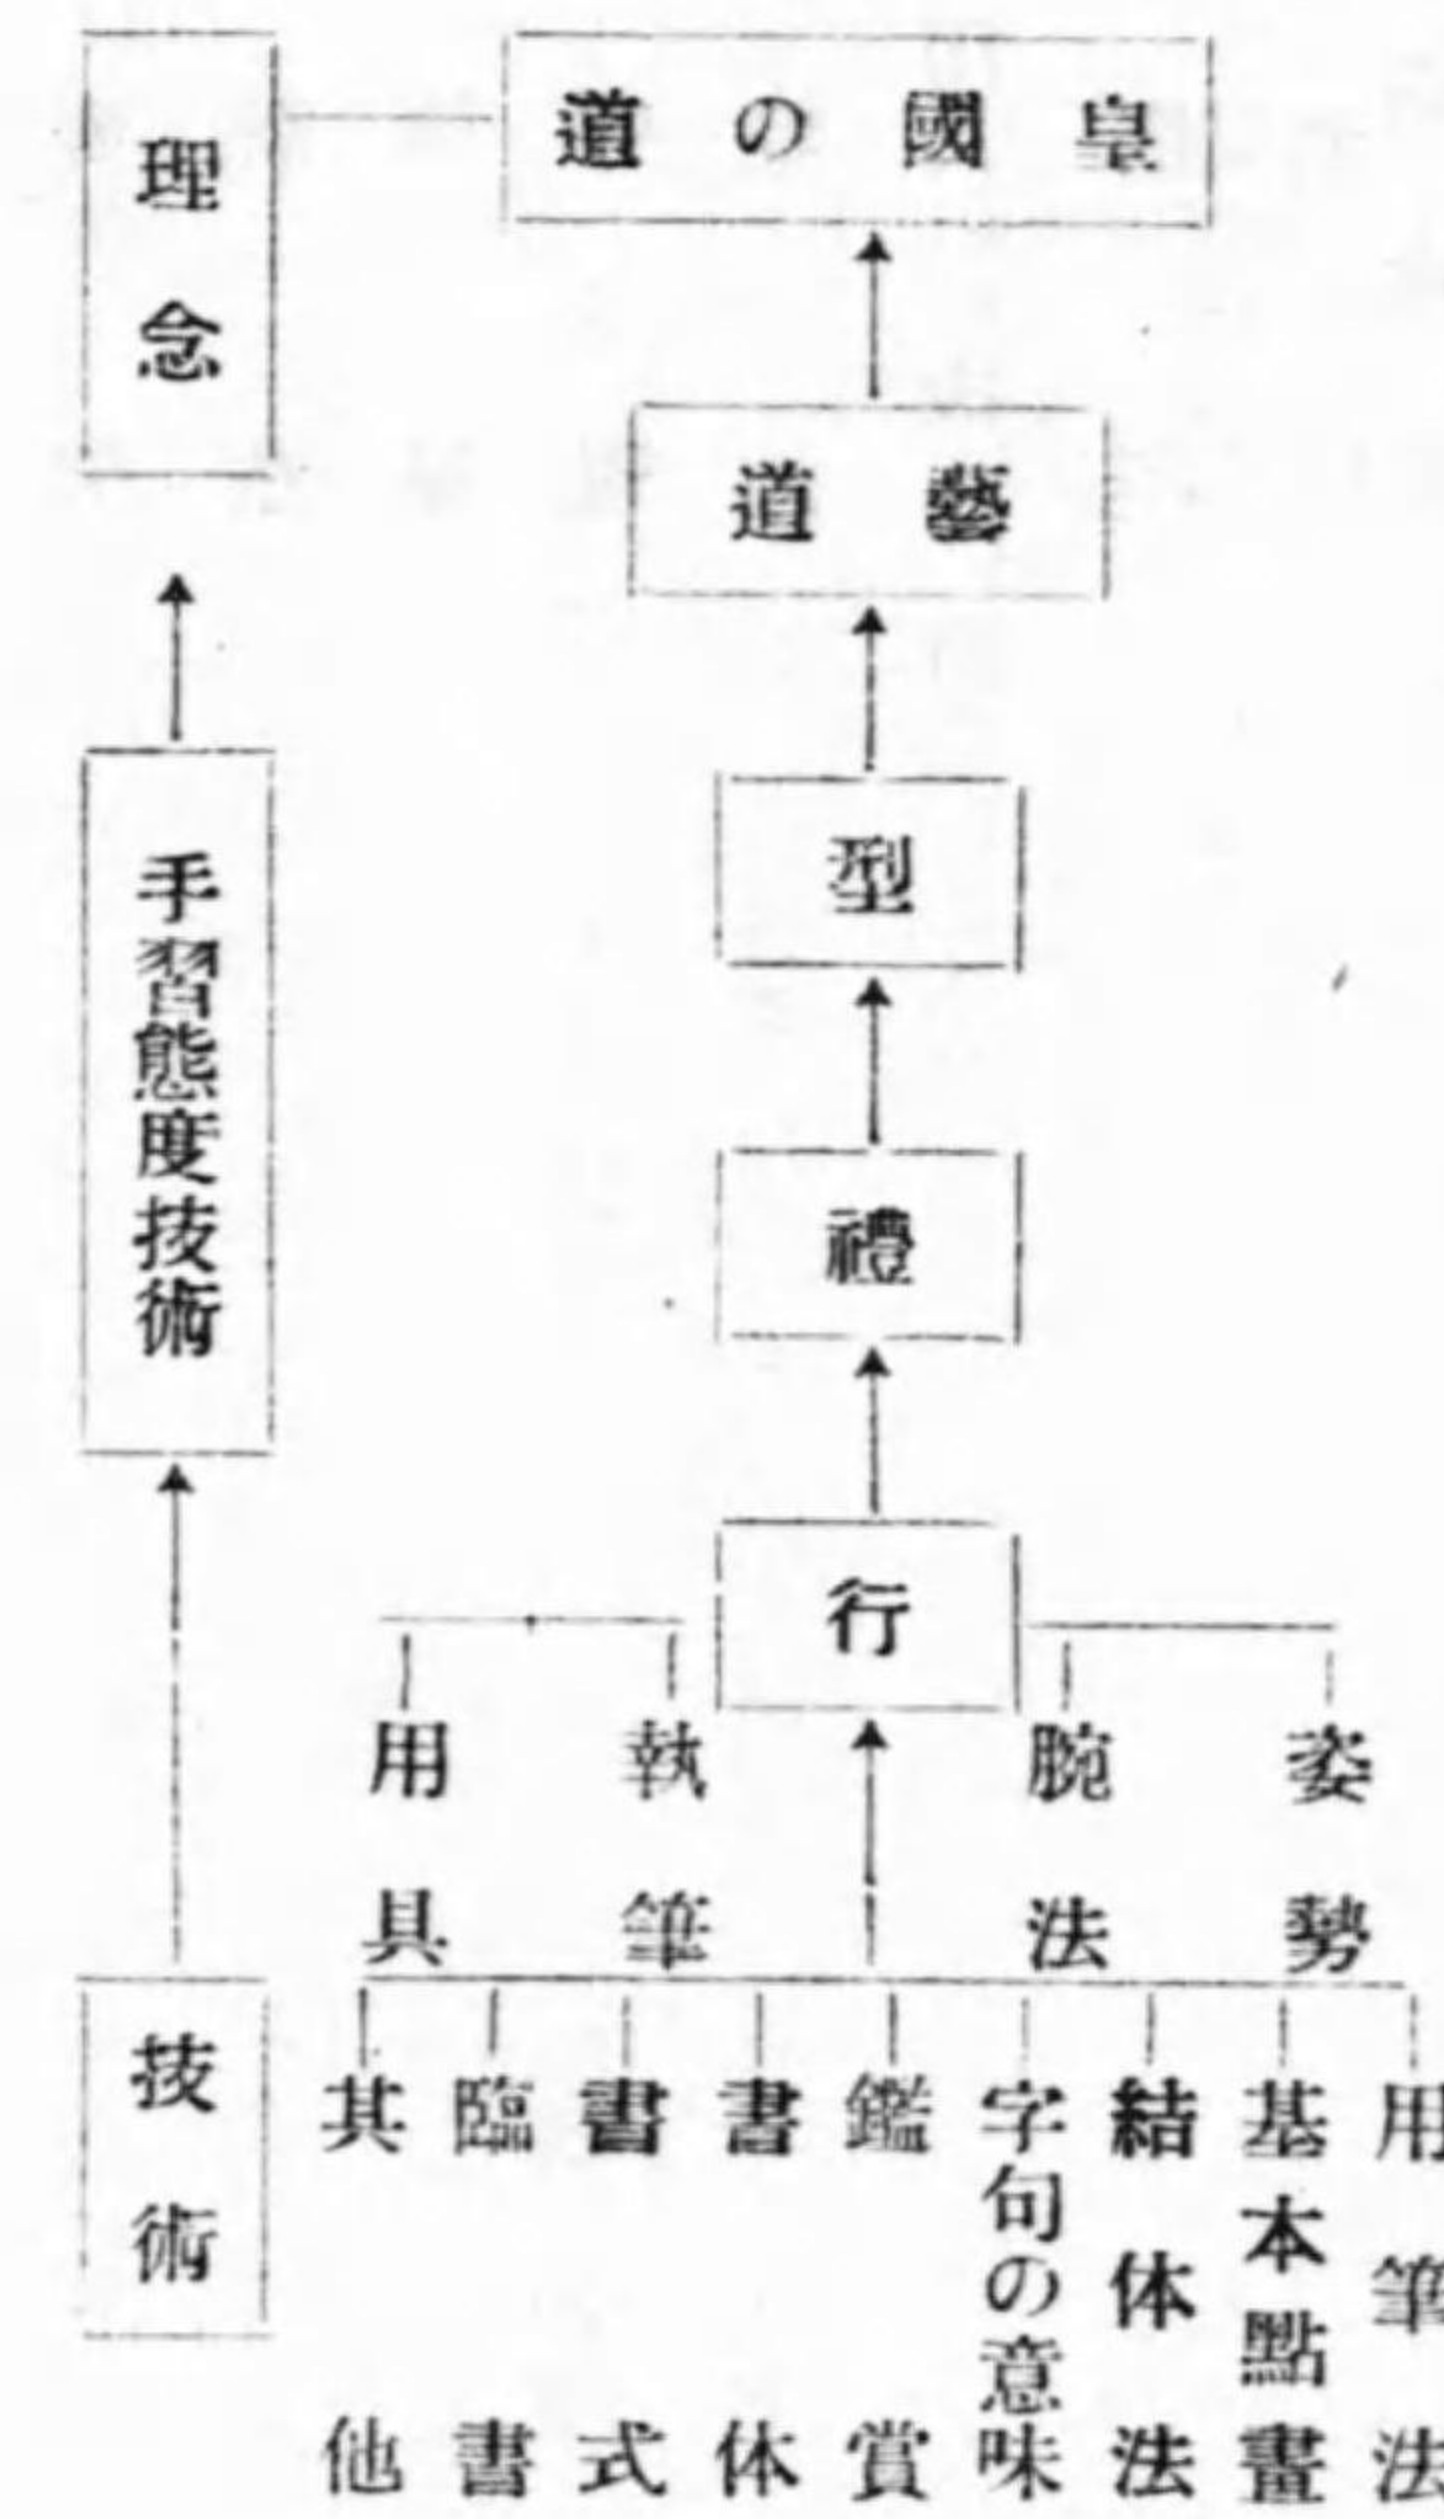 皇國の道
藝道
型
禮
行
姿勢
腕法
執筆
用具
用筆法
基本點畫
結体法
字句の意味
鑑賞
書体
書式
臨書
其他
理念
手習態度技術
技術